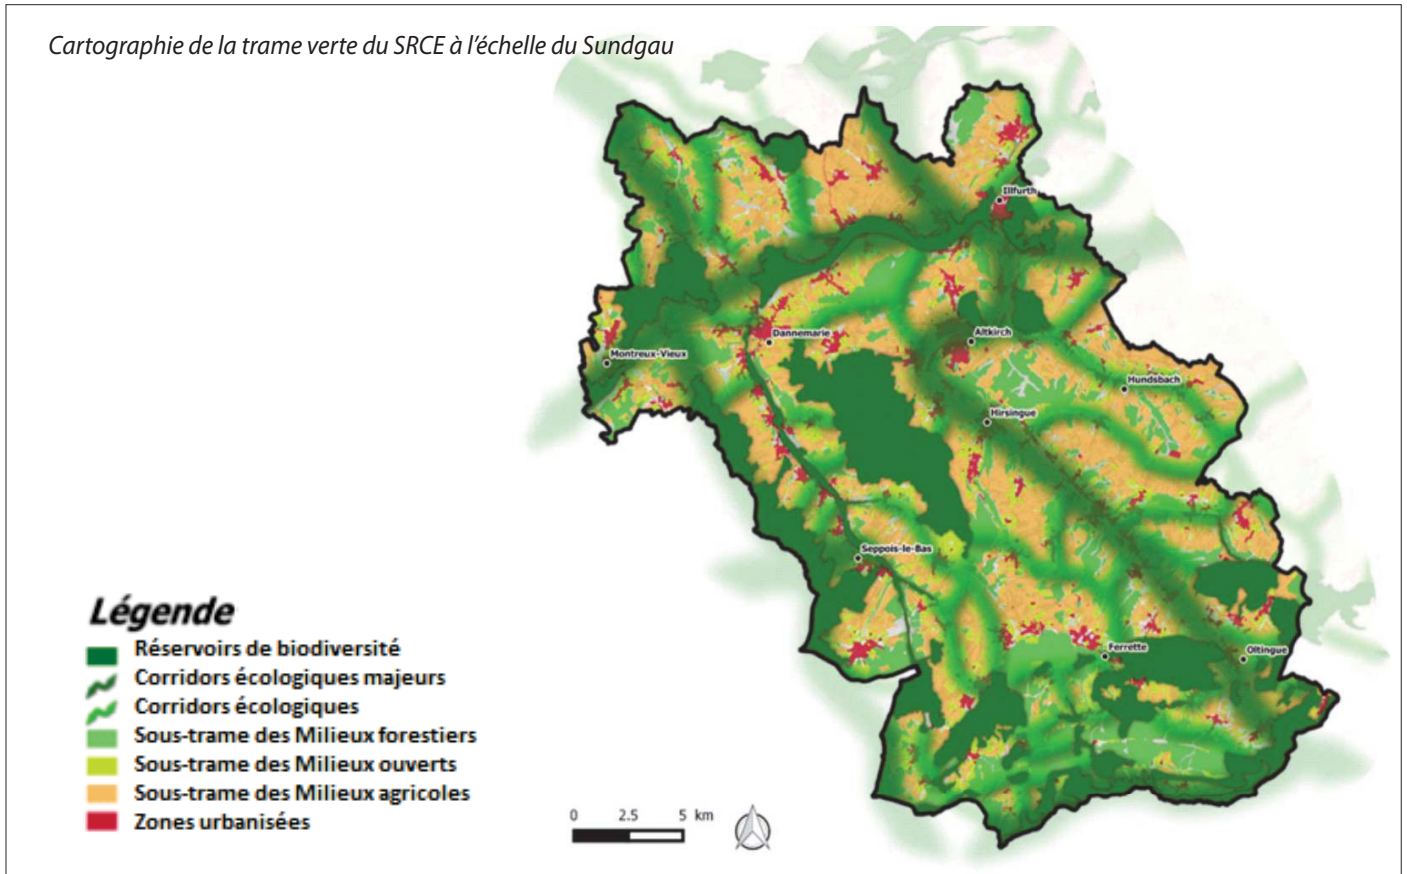 Cartographie de la trame verte du SRCE à l'échelle du Sundgau
Illfurth
Altkirch
Dannemarie
Montreux-Vieux
Hundsbach
Hirsingue
Seppois-le-Bas
Ferrette
Oltingue
Légende
Réservoirs de biodiversité
Corridors écologiques majeurs
Corridors écologiques
Sous-trame des Milieux forestiers
Sous-trame des Milieux ouverts
Sous-trame des Milieux agricoles
Zones urbanisées
0 2.5 5 km